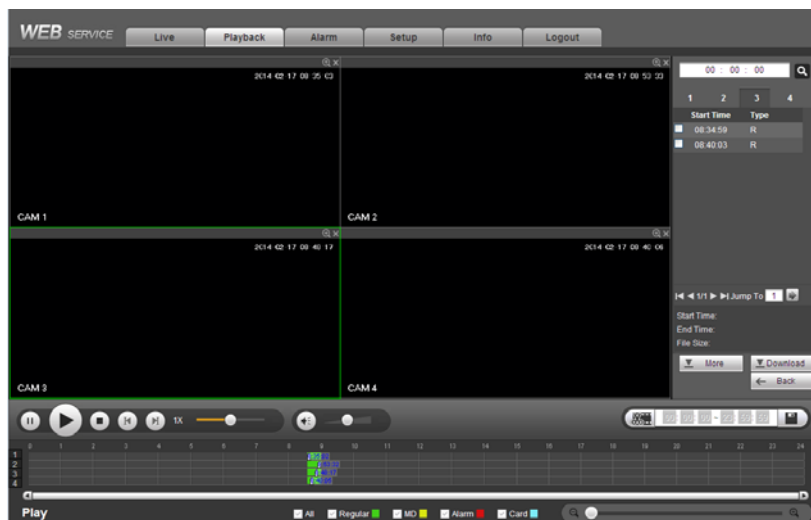 WEB SERVICE
Live
Playback
Alarm
Setup
Info
Logout
2014 02 17 08 35 03
2014 02 17 08 53 33
00 : 00 : 00
1 2 3 4
Start Time Type
08:34:59 R
08:40:03 R
CAM 1
CAM 2
2014 02 17 08 40 17
2014 02 17 08 40 06
1/1
Jump To 1
Start Time:
End Time:
File Size:
More
Download
Back
CAM 3
CAM 4
1X
0 1 2 3 4 5 6 7 8 9 10 11 12 13 14 15 16 17 18 19 20 21 22 23 24
1
2
3
4
Play
All
Regular
MD
Alarm
Card